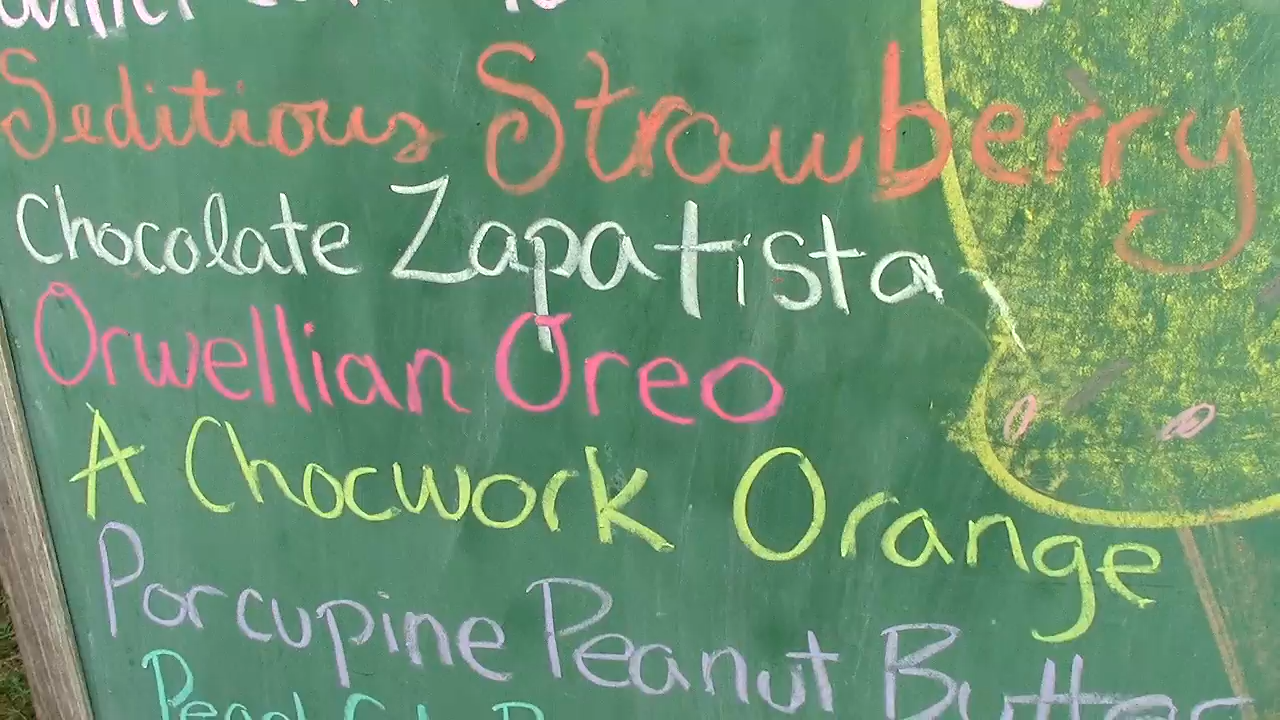 Seditious Strawberry
Chocolate Zapatista
Orwellian Oreo
A Chocwork Orange
Porcupine Peanut Butter